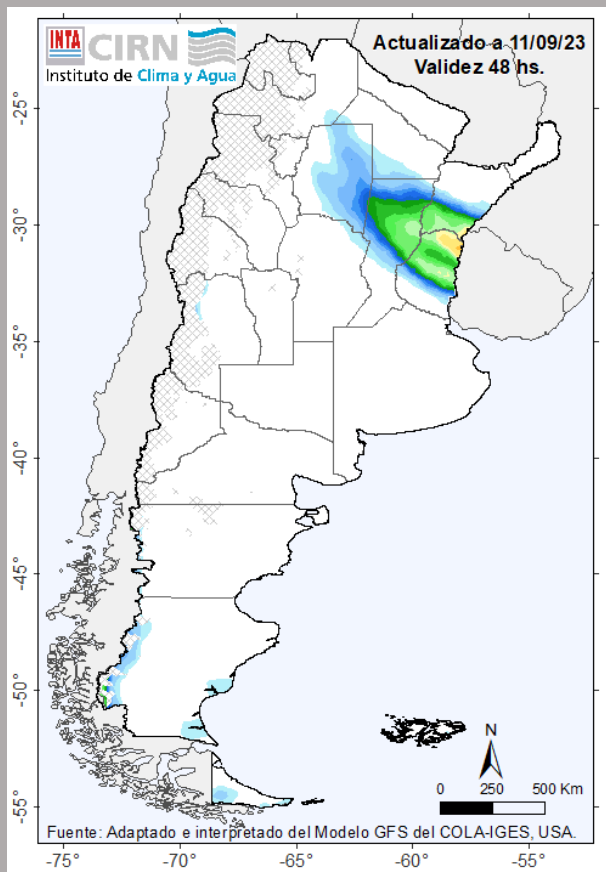 INTA CIRN
Instituto de Clima y Agua
Actualizado a 11/09/23
Validez 48 hs.
-25°
-30°
-35°
-40°
-45°
-50°
-55°
N
0 250 500 Km
Fuente: Adaptado e interpretado del Modelo GFS del COLA-IGES, USA.
-75° -70° -65° -60° -55°